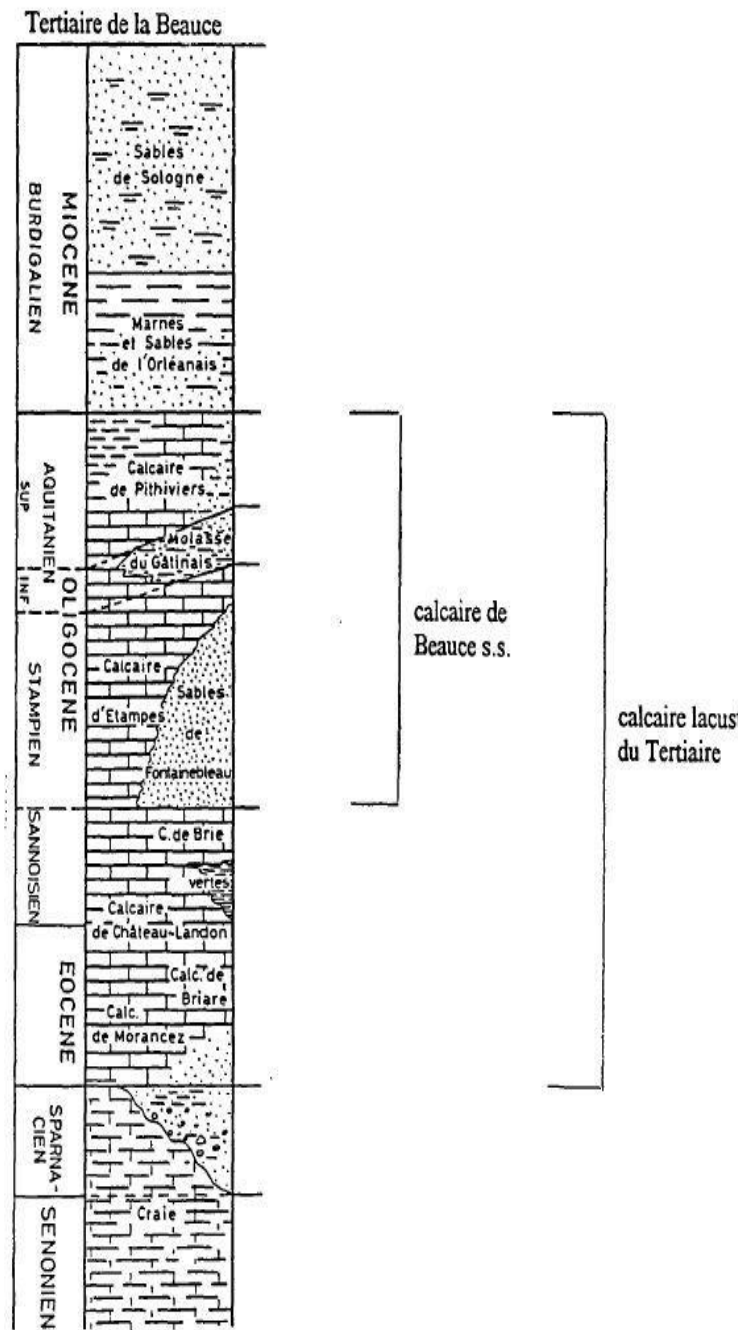 Tertiaire de la Beauce
MIOCENE
BURDIGALIEN
Sables
de Sologne
Marnes
et Sables
de l'Orléanais
AQUITANIEN
SUP
INF
OLIGOCENE
Calcaire
de Pithiviers
Molasse
du Gâtinais
STAMPIEN
Calcaire
d'Etampes
Sables
de
Fontainebleau
calcaire de
Beauce s.s.
calcaire lacust
du Tertiaire
SANNOISIEN
C. de Brie
vertes
Calcaire
de Château-Landon
EOCENE
Calc. de
Briare
Calc.
de Morancez
SPARNA-
CIEN
SENONIEN
Craie